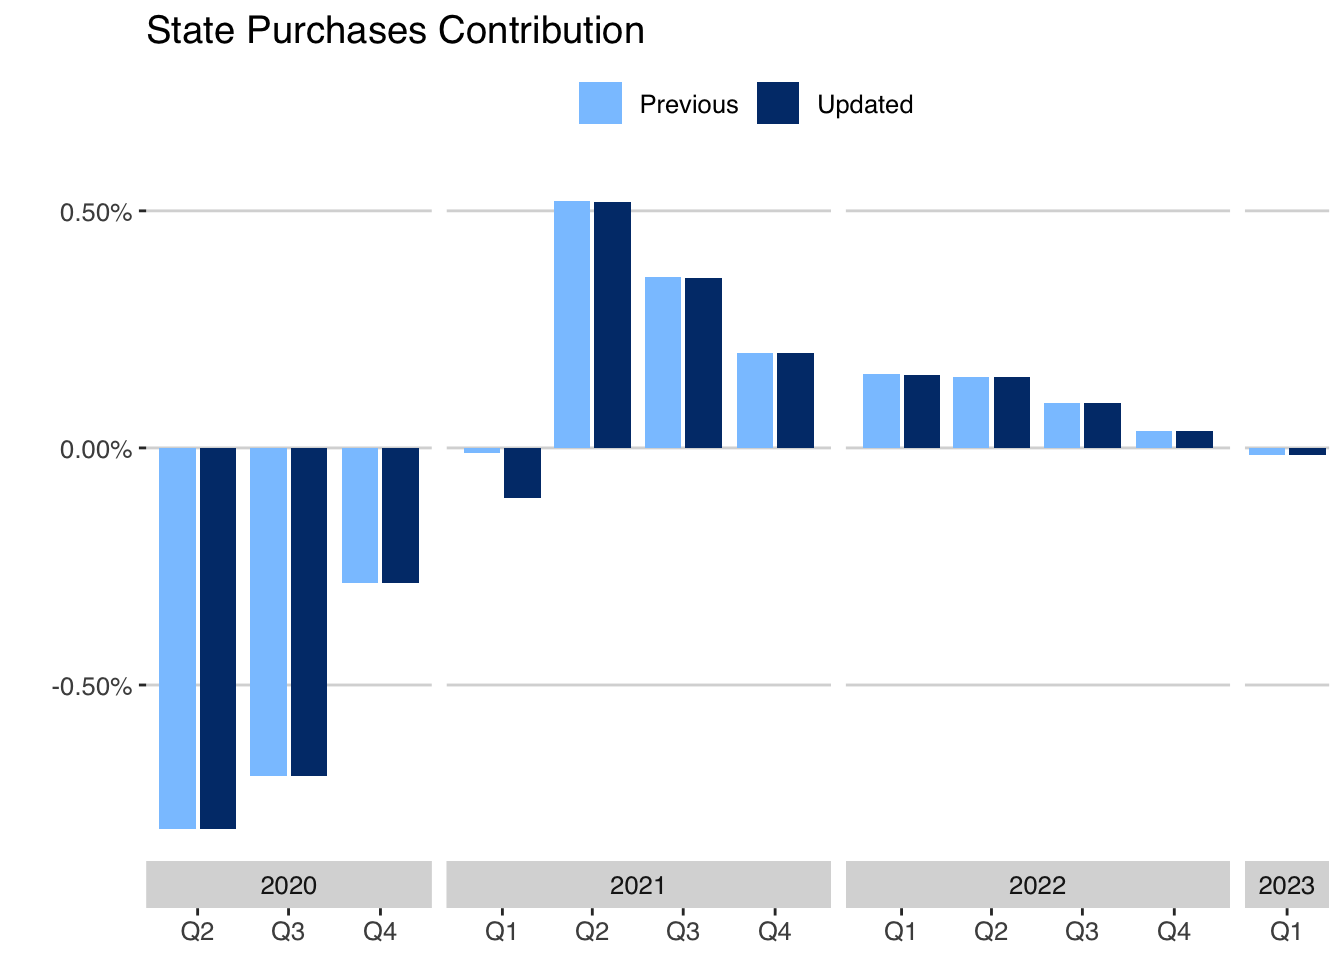 State Purchases Contribution
Previous Updated
0.50%
0.00%
-0.50%
2020 2021 2022 2023
Q2 Q3 Q4 Q1 Q2 Q3 Q4 Q1 Q2 Q3 Q4 Q1